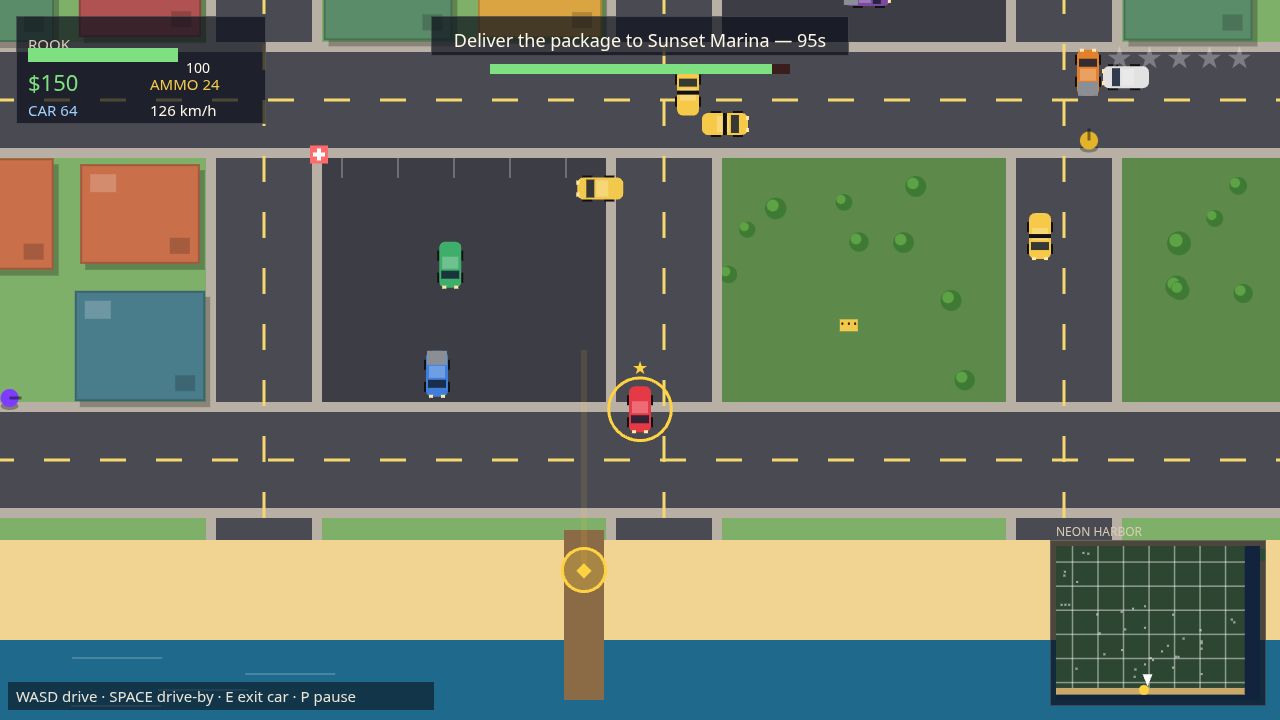 ROOK
100
$150
AMMO 24
CAR 64
126 km/h
Deliver the package to Sunset Marina — 95s
NEON HARBOR
WASD drive · SPACE drive-by · E exit car · P pause